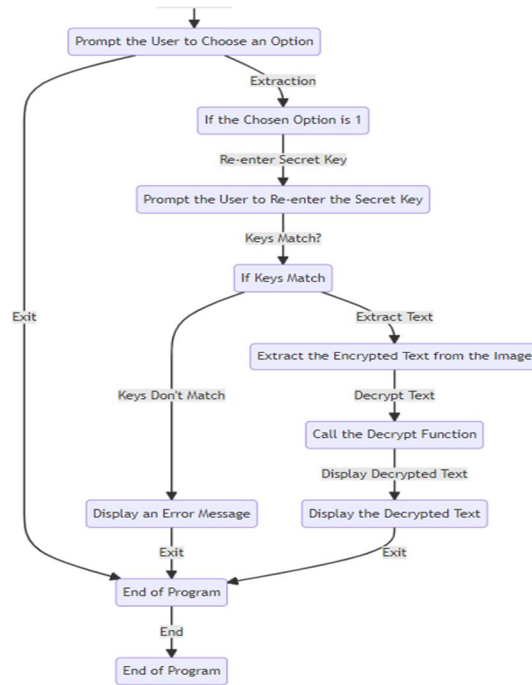 Prompt the User to Choose an Option
Extraction
If the Chosen Option is 1
Re-enter Secret Key
Prompt the User to Re-enter the Secret Key
Keys Match?
If Keys Match
Exit
Extract Text
Extract the Encrypted Text from the Image
Keys Don't Match
Decrypt Text
Call the Decrypt Function
Display Decrypted Text
Display an Error Message
Display the Decrypted Text
Exit
Exit
End of Program
End
End of Program